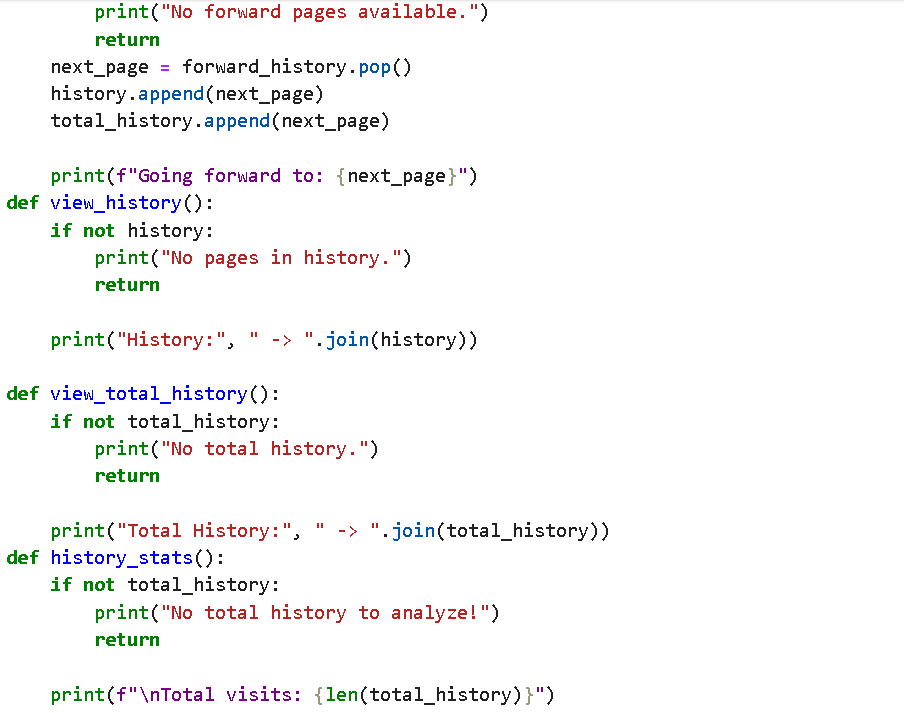 print("No forward pages available.")
        return
    next_page = forward_history.pop()
    history.append(next_page)
    total_history.append(next_page)

    print(f"Going forward to: {next_page}")
def view_history():
    if not history:
        print("No pages in history.")
        return

    print("History:", " -> ".join(history))

def view_total_history():
    if not total_history:
        print("No total history.")
        return

    print("Total History:", " -> ".join(total_history))
def history_stats():
    if not total_history:
        print("No total history to analyze!")
        return

    print(f"\nTotal visits: {len(total_history)}")